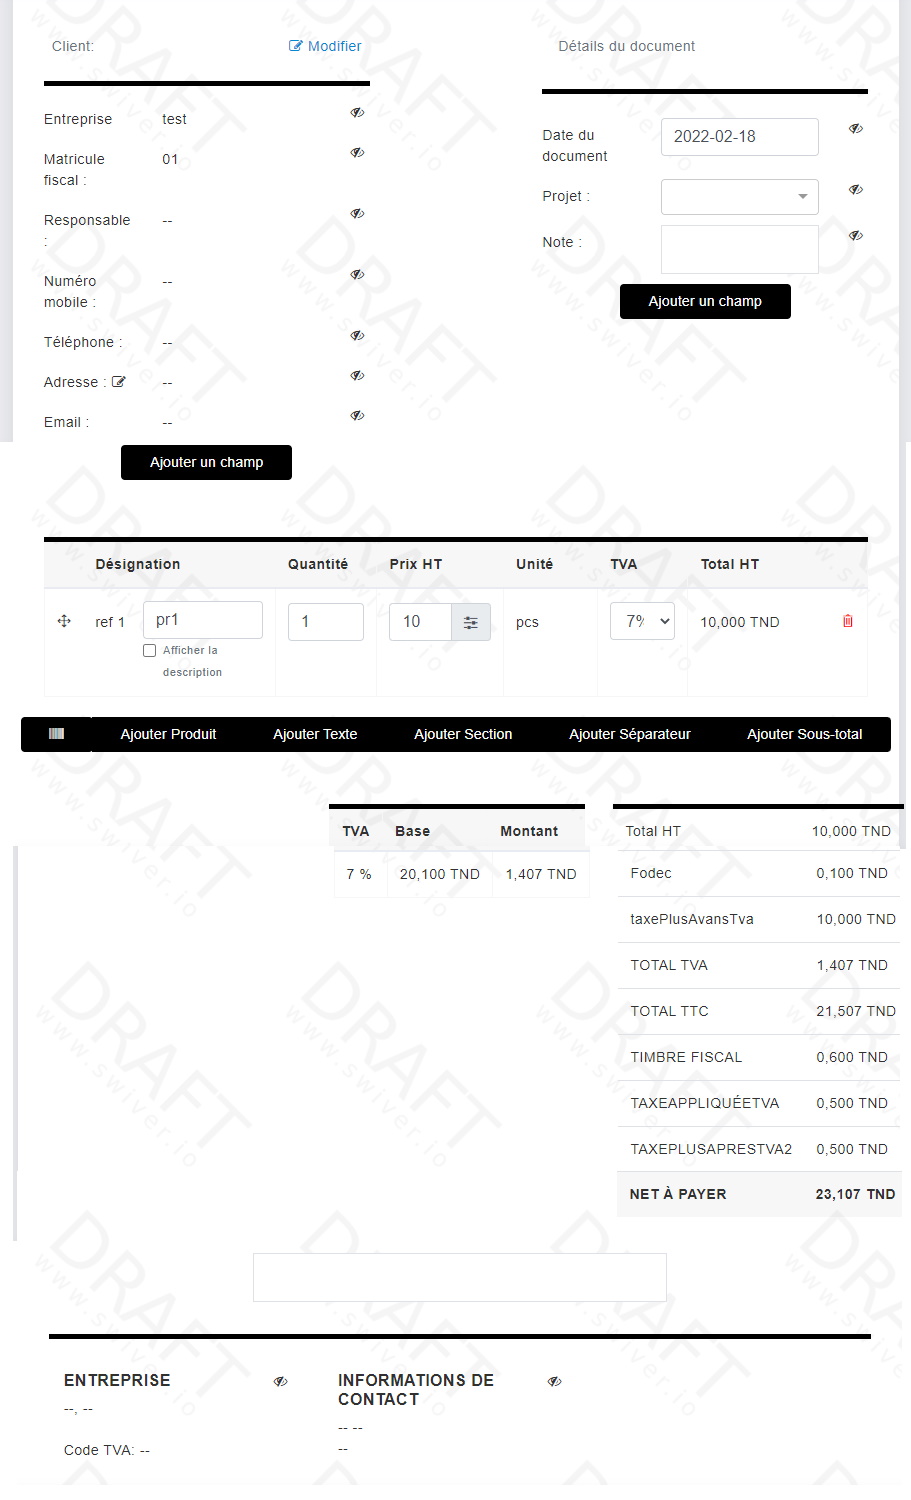 Client:
Modifier
Détails du document
Entreprise test
Matricule fiscal : 01
Responsable : --
Numéro mobile : --
Téléphone : --
Adresse : --
Email : --
Ajouter un champ
Date du document 2022-02-18
Projet :
Note :
Ajouter un champ
Désignation Quantité Prix HT Unité TVA Total HT
ref 1 pr1 1 10 pcs 7% 10,000 TND
Afficher la
description
Ajouter Produit Ajouter Texte Ajouter Section Ajouter Séparateur Ajouter Sous-total
TVA Base Montant
7 % 20,100 TND 1,407 TND
Total HT 10,000 TND
Fodec 0,100 TND
taxePlusAvansTva 10,000 TND
TOTAL TVA 1,407 TND
TOTAL TTC 21,507 TND
TIMBRE FISCAL 0,600 TND
TAXEAPPLIQUÉETVA 0,500 TND
TAXEPLUSAPRESTVA2 0,500 TND
NET À PAYER 23,107 TND
ENTREPRISE
--, --
Code TVA: --
INFORMATIONS DE
CONTACT
-- --
--
DRAFT
www.swiver.io